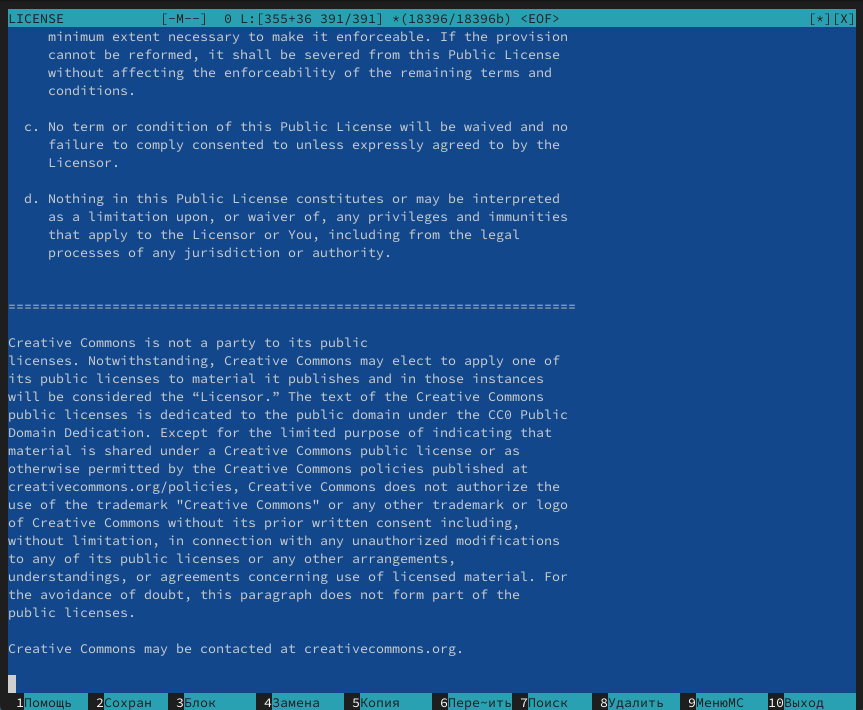 LICENSE [-M--] 0 L:[355+36 391/391] *(18396/18396b) <EOF> [*][X]
minimum extent necessary to make it enforceable. If the provision
cannot be reformed, it shall be severed from this Public License
without affecting the enforceability of the remaining terms and
conditions.
c. No term or condition of this Public License will be waived and no
failure to comply consented to unless expressly agreed to by the
Licensor.
d. Nothing in this Public License constitutes or may be interpreted
as a limitation upon, or waiver of, any privileges and immunities
that apply to the Licensor or You, including from the legal
processes of any jurisdiction or authority.
=======================================================================
Creative Commons is not a party to its public
licenses. Notwithstanding, Creative Commons may elect to apply one of
its public licenses to material it publishes and in those instances
will be considered the “Licensor.” The text of the Creative Commons
public licenses is dedicated to the public domain under the CC0 Public
Domain Dedication. Except for the limited purpose of indicating that
material is shared under a Creative Commons public license or as
otherwise permitted by the Creative Commons policies published at
creativecommons.org/policies, Creative Commons does not authorize the
use of the trademark "Creative Commons" or any other trademark or logo
of Creative Commons without its prior written consent including,
without limitation, in connection with any unauthorized modifications
to any of its public licenses or any other arrangements,
understandings, or agreements concerning use of licensed material. For
the avoidance of doubt, this paragraph does not form part of the
public licenses.
Creative Commons may be contacted at creativecommons.org.
1Помощь 2Сохран 3Блок 4Замена 5Копия 6Пере~ить 7Поиск 8Удалить 9МенюMC 10Выход